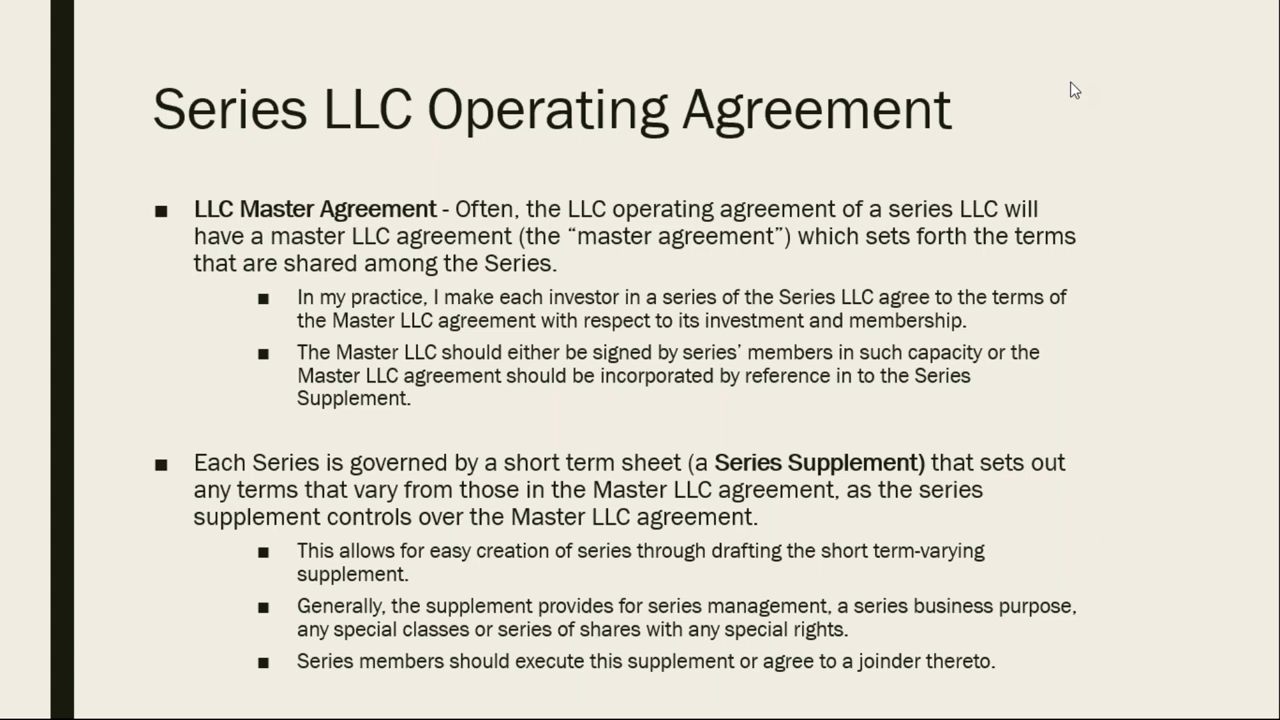 Series LLC Operating Agreement
■ LLC Master Agreement - Often, the LLC operating agreement of a series LLC will
have a master LLC agreement (the “master agreement”) which sets forth the terms
that are shared among the Series.
■ In my practice, I make each investor in a series of the Series LLC agree to the terms of
the Master LLC agreement with respect to its investment and membership.
■ The Master LLC should either be signed by series’ members in such capacity or the
Master LLC agreement should be incorporated by reference in to the Series
Supplement.
■ Each Series is governed by a short term sheet (a Series Supplement) that sets out
any terms that vary from those in the Master LLC agreement, as the series
supplement controls over the Master LLC agreement.
■ This allows for easy creation of series through drafting the short term-varying
supplement.
■ Generally, the supplement provides for series management, a series business purpose,
any special classes or series of shares with any special rights.
■ Series members should execute this supplement or agree to a joinder thereto.